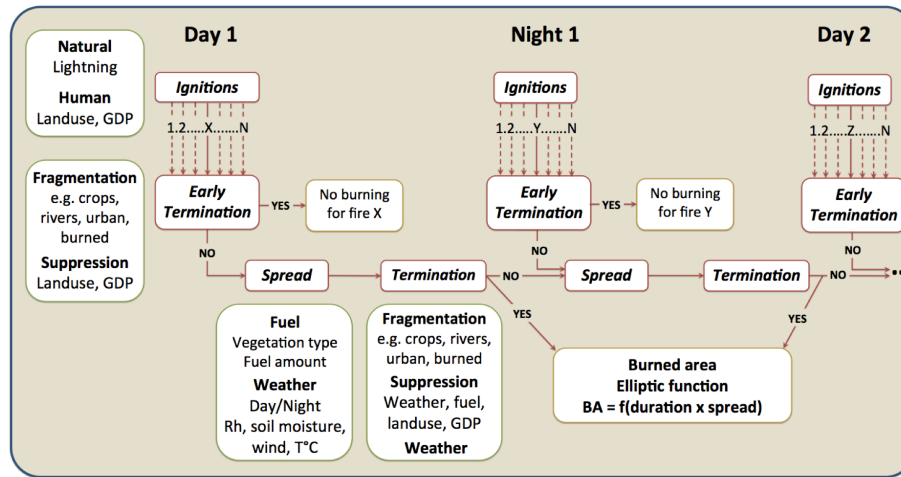 Day 1
Night 1
Day 2
Natural
Lightning
Human
Landuse, GDP
Ignitions
1.2.....X.......N
Ignitions
1.2.....Y.......N
Ignitions
1.2.....Z.......N
Fragmentation
e.g. crops,
rivers, urban,
burned
Suppression
Landuse, GDP
Early
Termination
YES
No burning
for fire X
Early
Termination
YES
No burning
for fire Y
Early
Termination
NO
NO
NO
Spread
Termination
NO
Spread
Termination
NO
..
YES
YES
Fuel
Vegetation type
Fuel amount
Weather
Day/Night
Rh, soil moisture,
wind, T°C
Fragmentation
e.g. crops, rivers,
urban, burned
Suppression
Weather, fuel,
landuse, GDP
Weather
Burned area
Elliptic function
BA = f(duration x spread)